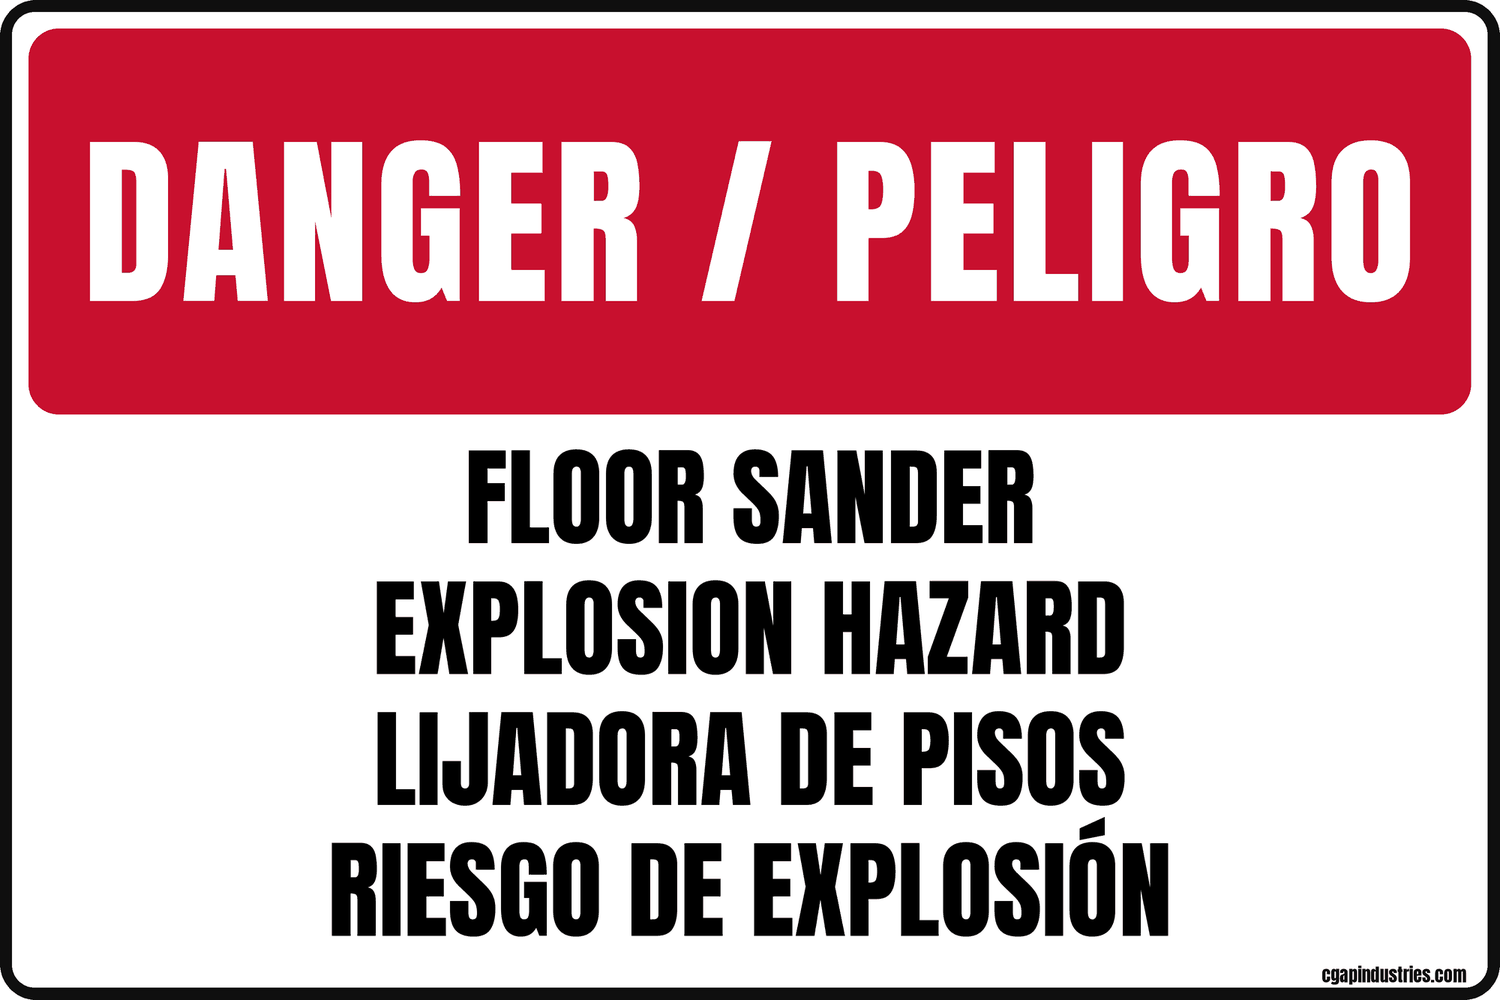 DANGER / PELIGRO
FLOOR SANDER
EXPLOSION HAZARD
LIJADORA DE PISOS
RIESGO DE EXPLOSIÓN
cgapindustries.com